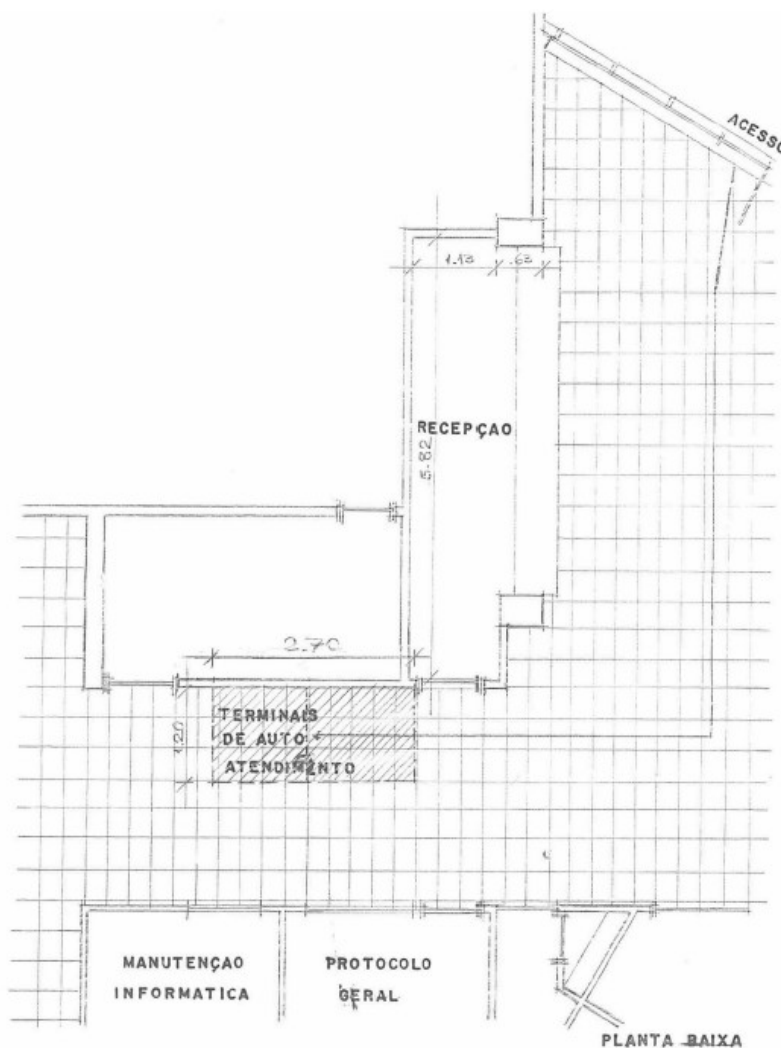 ACESSO
1.13
.63
RECEPÇAO
5.82
2.70
1.20
TERMINAIS
DE AUTO
ATENDIMENTO
MANUTENÇAO
INFORMATICA
PROTOCOLO
GERAL
PLANTA BAIXA